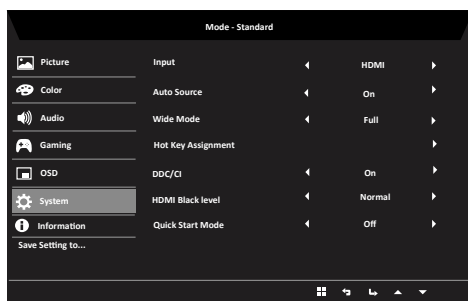 Mode - Standard
Picture
Color
Audio
Gaming
OSD
System
Information
Save Setting to...
Input HDMI
Auto Source On
Wide Mode Full
Hot Key Assignment
DDC/CI On
HDMI Black level Normal
Quick Start Mode Off